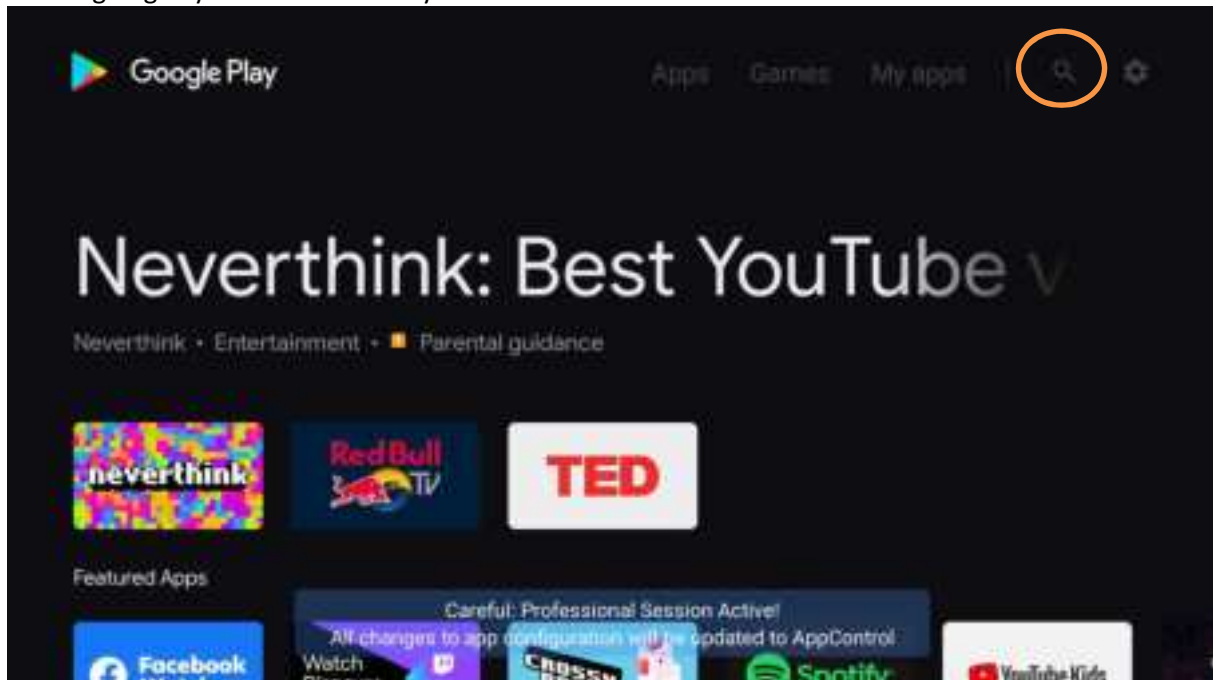 Google Play
Apps Games My apps
Neverthink: Best YouTube v
Neverthink • Entertainment • Parental guidance
neverthink
Red Bull
TV
TED
Featured Apps
Careful: Professional Session Active!
All changes to app configuration will be updated to AppControl
Facebook
Watch
CROSSY
Spotify
YouTube Kids